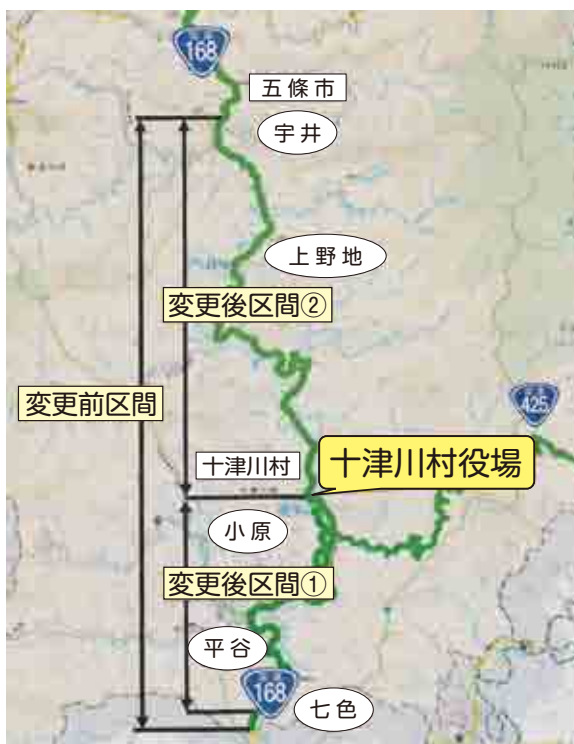 168
五條市
宇井
上野地
変更後区間②
変更前区間
425
十津川村
十津川村役場
小原
変更後区間①
平谷
168
七色